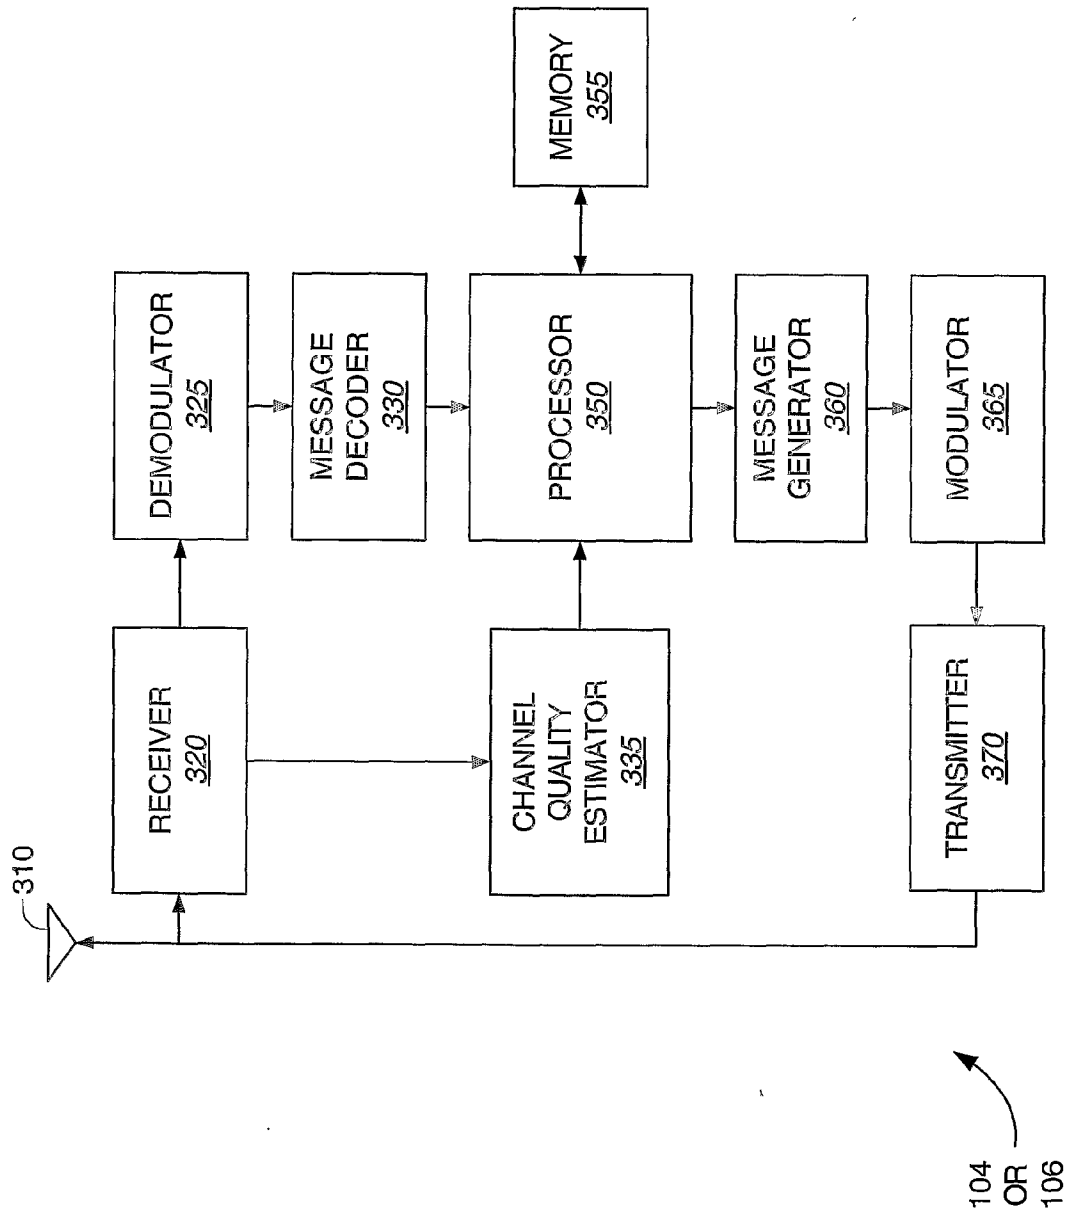 310
RECEIVER
320
DEMODULATOR
325
MESSAGE
DECODER
330
CHANNEL
QUALITY
ESTIMATOR
335
PROCESSOR
350
MEMORY
355
MESSAGE
GENERATOR
360
TRANSMITTER
370
MODULATOR
365
104
OR
106